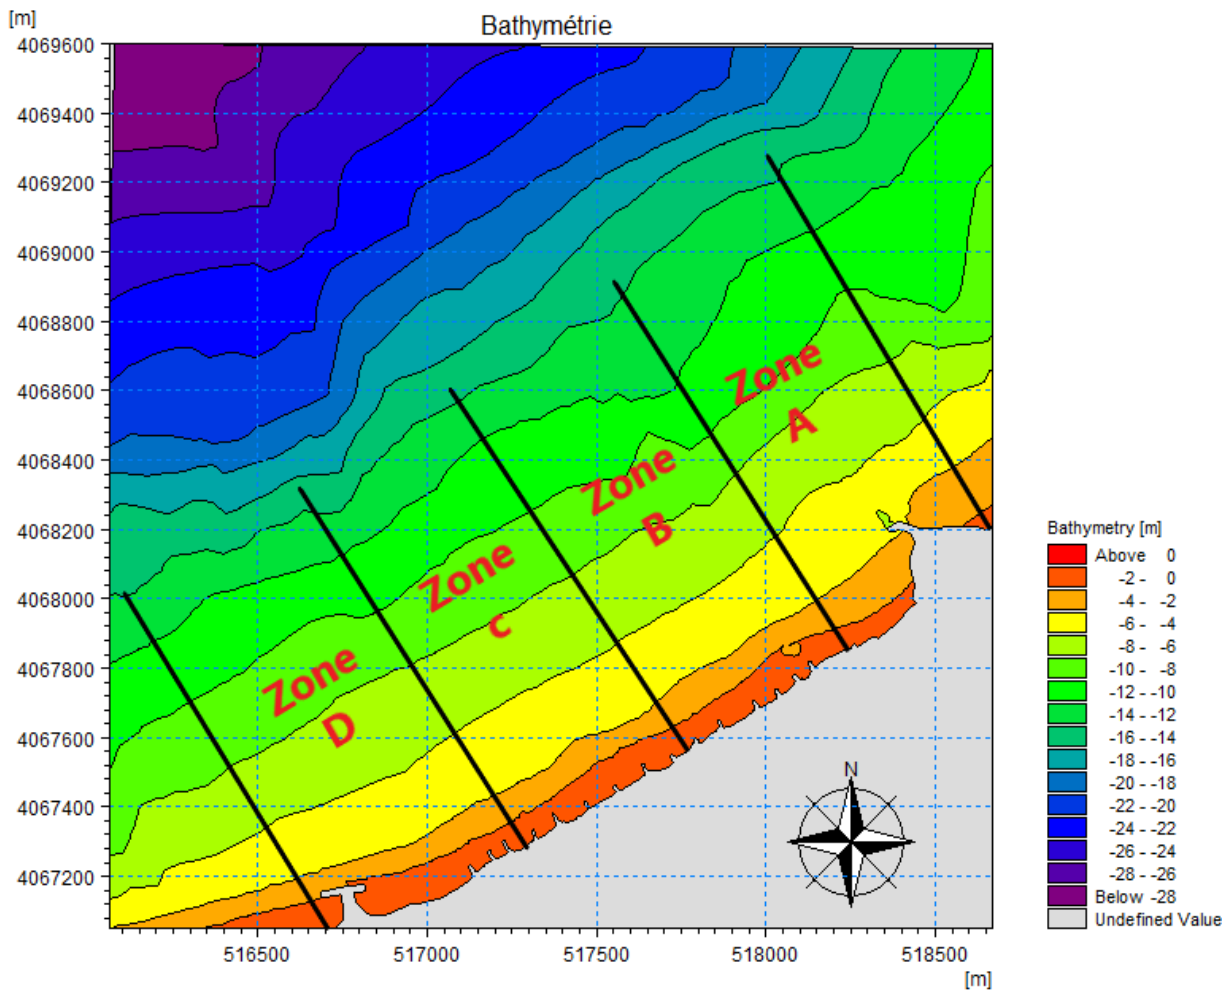 [m]
Bathymétrie
4069600
4069400
4069200
4069000
4068800
4068600
4068400
4068200
4068000
4067800
4067600
4067400
4067200
Zone
A
Zone
B
Zone
c
Zone
D
N
516500 517000 517500 518000 518500
[m]
Bathymetry [m]
Above 0
-2 - 0
-4 - -2
-6 - -4
-8 - -6
-10 - -8
-12 - -10
-14 - -12
-16 - -14
-18 - -16
-20 - -18
-22 - -20
-24 - -22
-26 - -24
-28 - -26
Below -28
Undefined Value